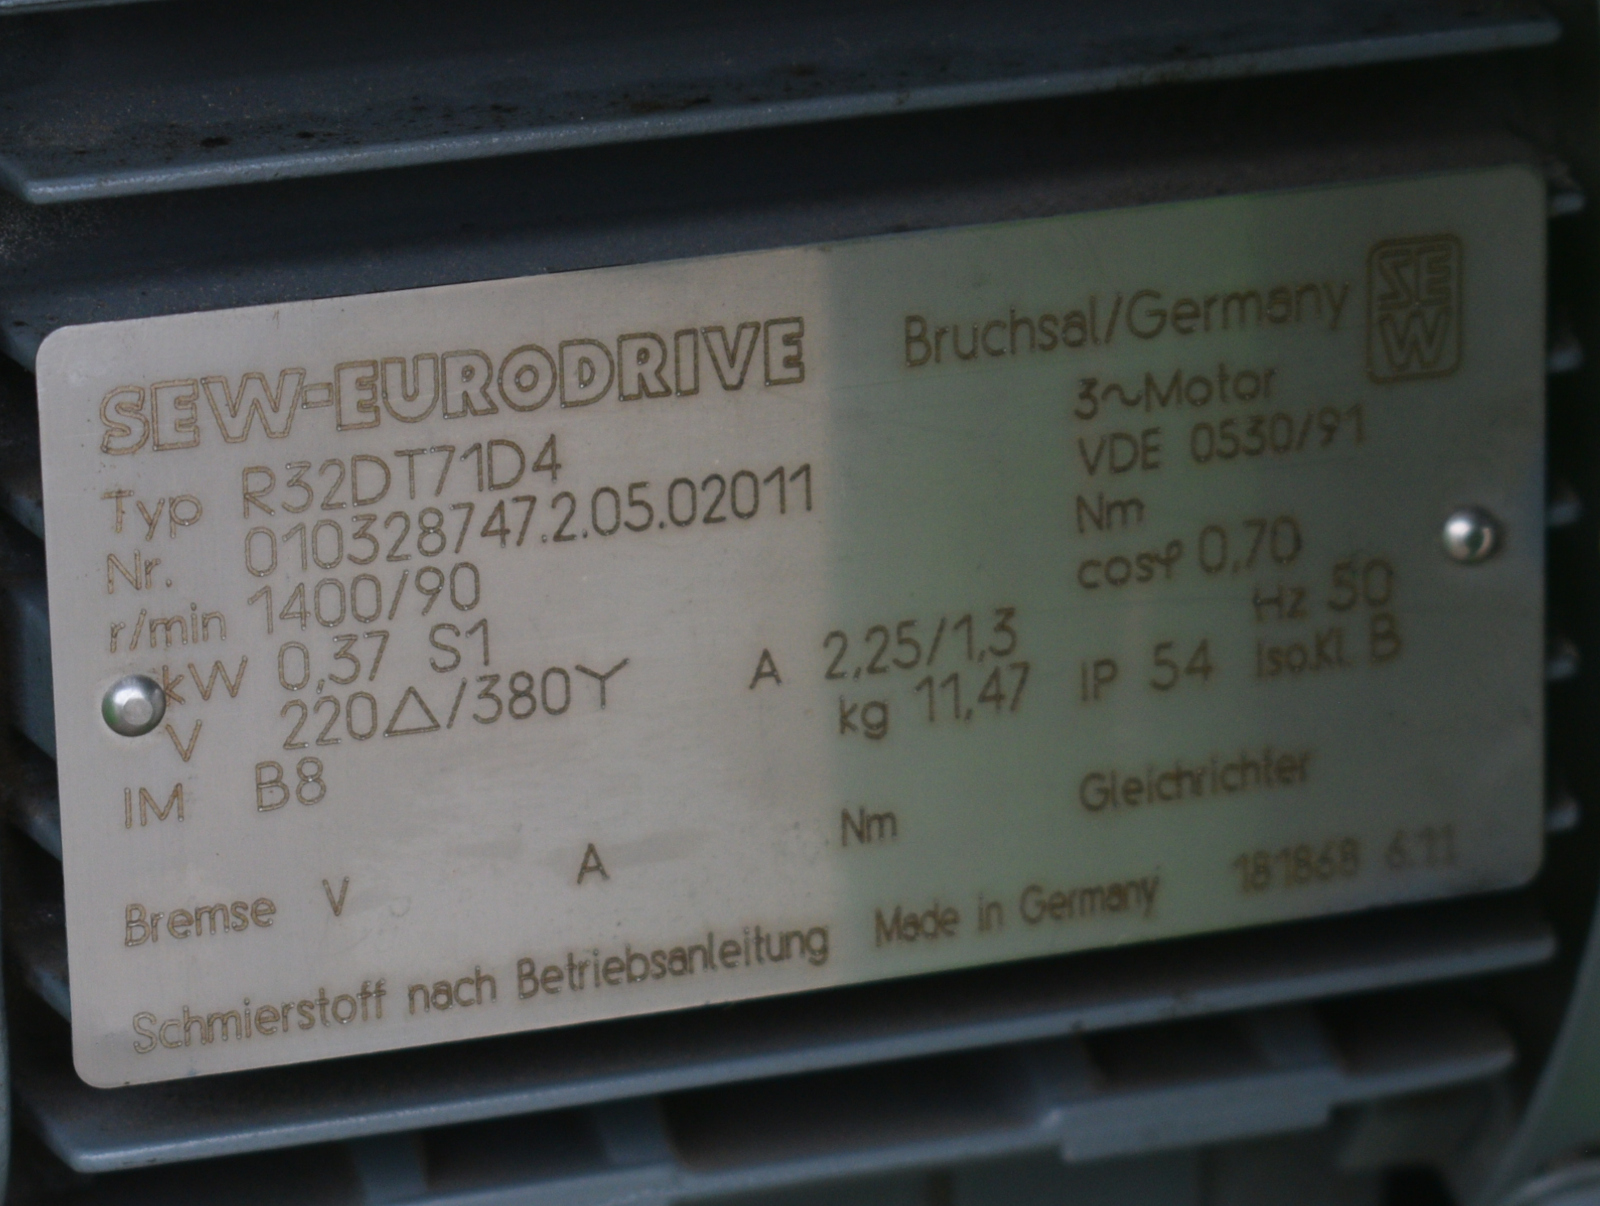 SEW-EURODRIVE Bruchsal/Germany SEW
3~Motor
Typ R32DT71D4 VDE 0530/91
Nr. 010328747.2.05.02011 Nm
r/min 1400/90 cosφ 0,70
kW 0,37 S1 A 2,25/1,3 Hz 50
V 220△/380Y kg 11,47 IP 54 Iso.Kl. B
IM B8 Nm Gleichrichter
Bremse V A
Schmierstoff nach Betriebsanleitung Made in Germany 181868 6.11